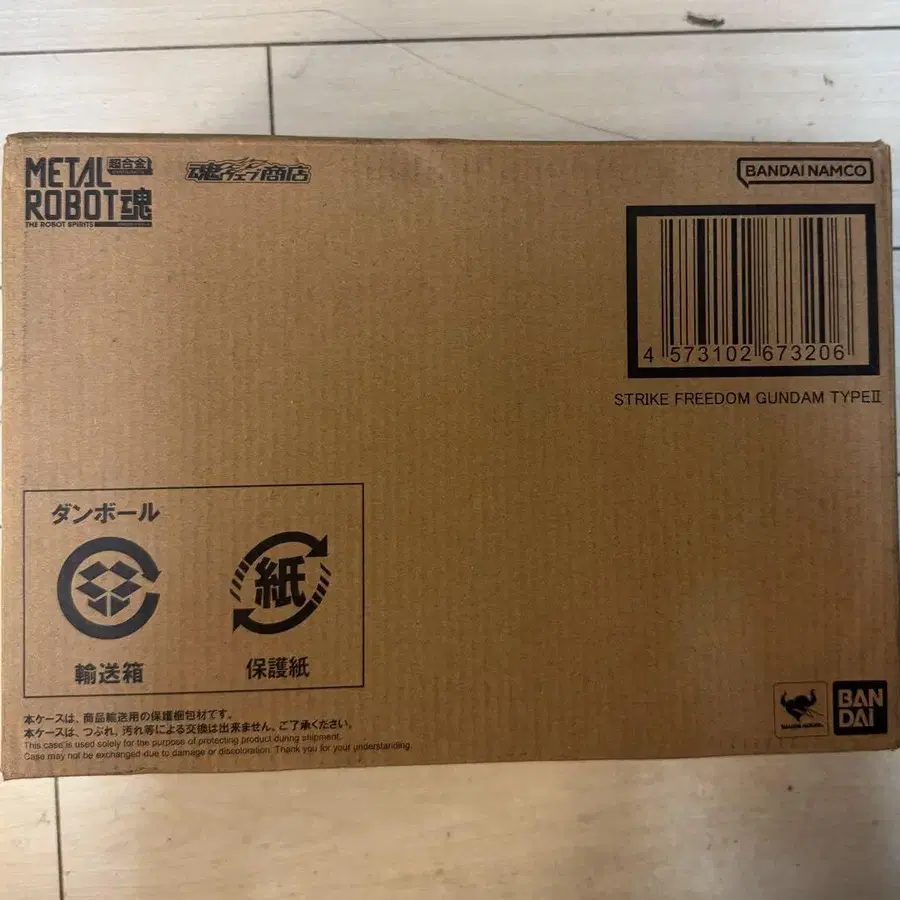 METAL
超合金
ROBOT魂
THE ROBOT SPIRITS
魂ウェブ商店
BANDAI NAMCO
4 573102 673206
STRIKE FREEDOM GUNDAM TYPEⅡ
ダンボール
紙
輸送箱
保護紙
本ケースは、商品輸送用の保護梱包材です。
本ケースは、つぶれ、汚れ等による交換は出来ません。ご了承ください。
This case is used solely for the purpose of protecting product during shipment.
Case may not be exchanged due to damage or discoloration. Thank you for your understanding.
BAN
DAI